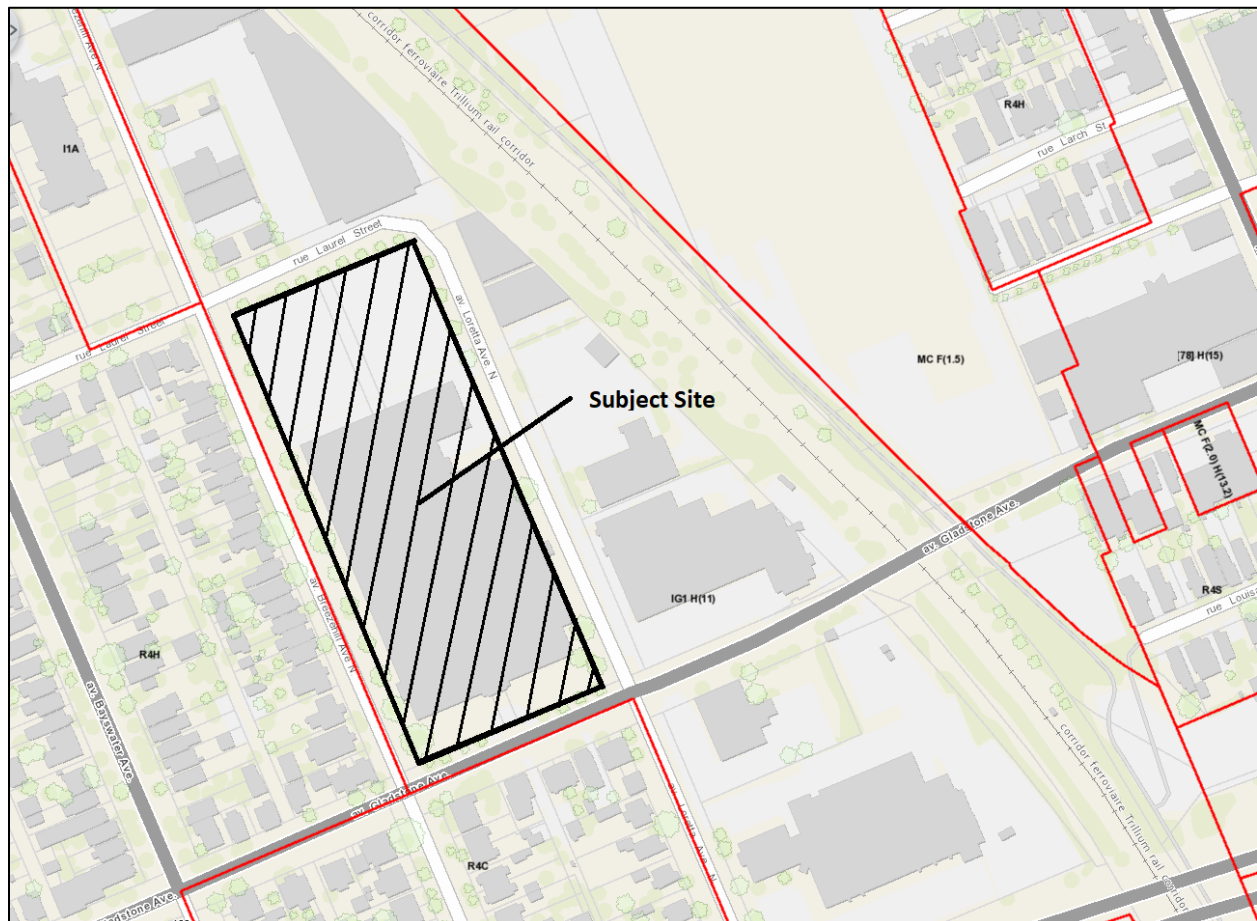 Breezehill Ave N
corridor ferroviaire Trillium rail corridor
R4H
rue Larch St
I1A
rue Laurel Street
av. Loretta Ave. N
rue Laurel Street
MC F(1.5)
[78] H(15)
Subject Site
MC F(2.0) H(13.2)
av. Gladstone Ave.
IG1 H(11)
R4S
rue Louisa
av. Breezehill Ave N
R4H
av. Bayswater Ave.
corridor ferroviaire Trillium rail corridor
av. Gladstone Ave.
av. Loretta Ave. N
R4C
Gladstone Ave.